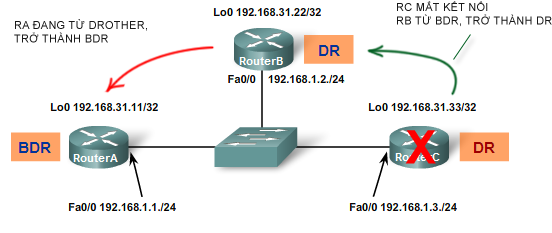 RA ĐANG TỪ DROTHER,
TRỞ THÀNH BDR
Lo0 192.168.31.22/32
RC MẤT KẾT NỐI
RB TỪ BDR, TRỞ THÀNH DR
RouterB
DR
Fa0/0 192.168.1.2./24
Lo0 192.168.31.11/32
Lo0 192.168.31.33/32
BDR
RouterA
RouterC
DR
Fa0/0 192.168.1.1./24
Fa0/0 192.168.1.3./24